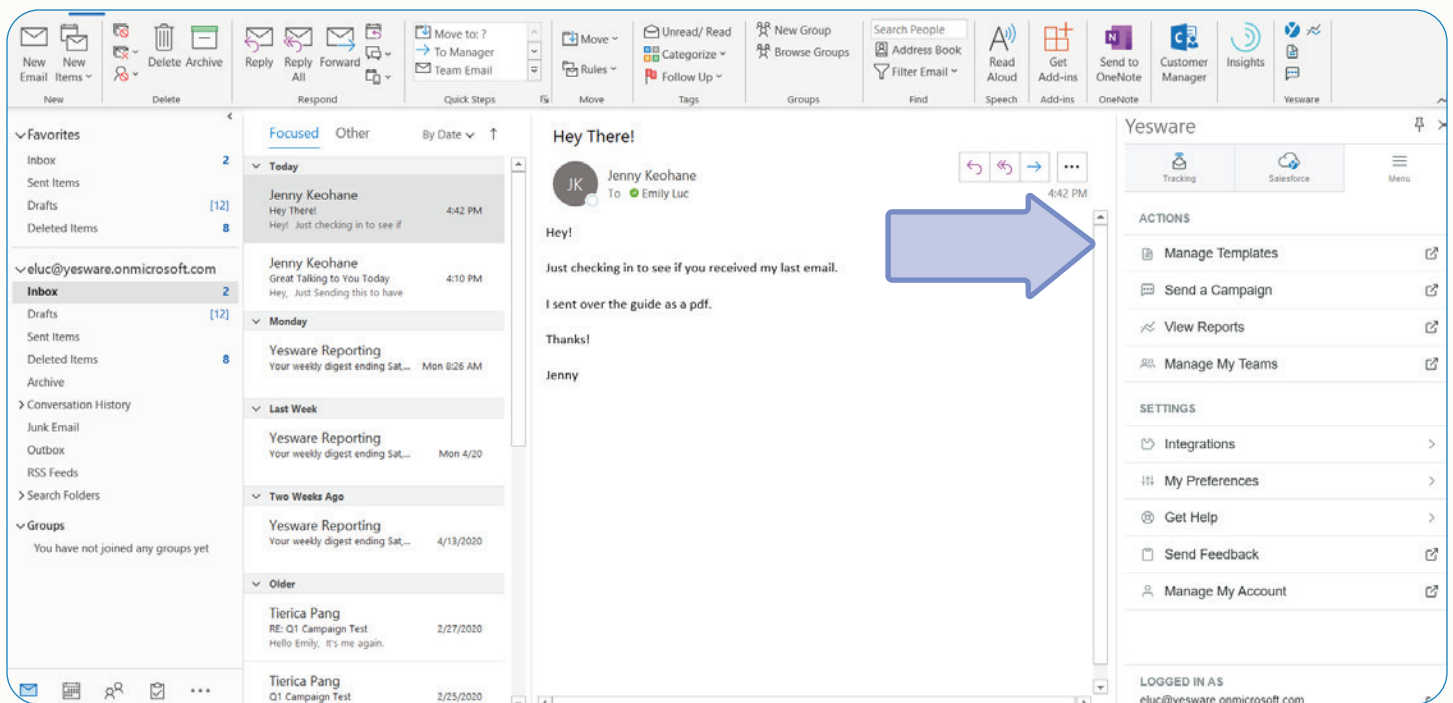 New Email
New Items
Delete
Archive
Reply
Reply All
Forward
Move to: ?
To Manager
Team Email
Move
Rules
Unread/ Read
Categorize
Follow Up
New Group
Browse Groups
Search People
Address Book
Filter Email
Read Aloud
Get Add-ins
Send to OneNote
Customer Manager
Insights
New
Delete
Respond
Quick Steps
Move
Tags
Groups
Find
Speech
Add-ins
OneNote
Yesware
Favorites
Inbox 2
Sent Items
Drafts [12]
Deleted Items 8
eluc@yesware.onmicrosoft.com
Inbox 2
Drafts [12]
Sent Items
Deleted Items 8
Archive
Conversation History
Junk Email
Outbox
RSS Feeds
Search Folders
Groups
You have not joined any groups yet
Focused Other By Date
Today
Jenny Keohane
Hey There! 4:42 PM
Hey! Just checking in to see if
Jenny Keohane
Great Talking to You Today 4:10 PM
Hey, Just Sending this to have
Monday
Yesware Reporting
Your weekly digest ending Sat,... Mon 8:26 AM
Last Week
Yesware Reporting
Your weekly digest ending Sat,... Mon 4/20
Two Weeks Ago
Yesware Reporting
Your weekly digest ending Sat,... 4/13/2020
Older
Tierica Pang
RE: Q1 Campaign Test 2/27/2020
Hello Emily, It's me again.
Tierica Pang
Q1 Campaign Test 2/25/2020
Hey There!
JK
Jenny Keohane
To Emily Luc
4:42 PM
Hey!
Just checking in to see if you received my last email.
I sent over the guide as a pdf.
Thanks!
Jenny
Yesware
Tracking
Salesforce
Menu
ACTIONS
Manage Templates
Send a Campaign
View Reports
Manage My Teams
SETTINGS
Integrations
My Preferences
Get Help
Send Feedback
Manage My Account
LOGGED IN AS
eluc@yesware.onmicrosoft.com